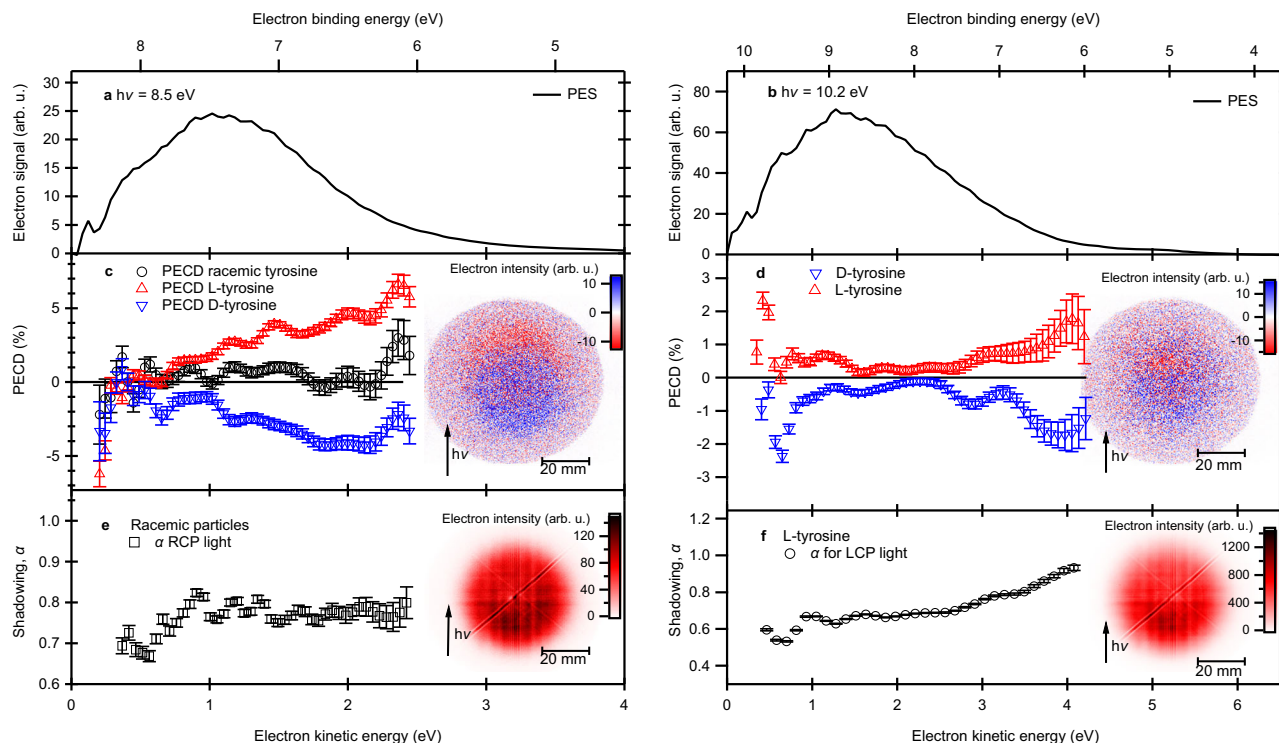 Electron binding energy (eV)
8 7 6 5
30
25
20
15
10
5
0
Electron signal (arb. u.)
a hν = 8.5 eV
PES
c
PECD racemic tyrosine
PECD L-tyrosine
PECD D-tyrosine
5
0
-5
PECD (%)
Electron intensity (arb. u.)
10
0
-10
hν
20 mm
1.0
0.9
0.8
0.7
0.6
Shadowing, α
e Racemic particles
α RCP light
Electron intensity (arb. u.)
120
80
40
0
hν
20 mm
0 1 2 3 4
Electron kinetic energy (eV)
Electron binding energy (eV)
10 9 8 7 6 5 4
80
60
40
20
0
Electron signal (arb. u.)
b hν = 10.2 eV
PES
d
D-tyrosine
L-tyrosine
3
2
1
0
-1
-2
-3
PECD (%)
Electron intensity (arb. u.)
10
0
-10
hν
20 mm
1.2
1.0
0.8
0.6
0.4
Shadowing, α
f L-tyrosine
α for LCP light
Electron intensity (arb. u.)
1200
800
400
0
hν
20 mm
0 1 2 3 4 5 6
Electron kinetic energy (eV)